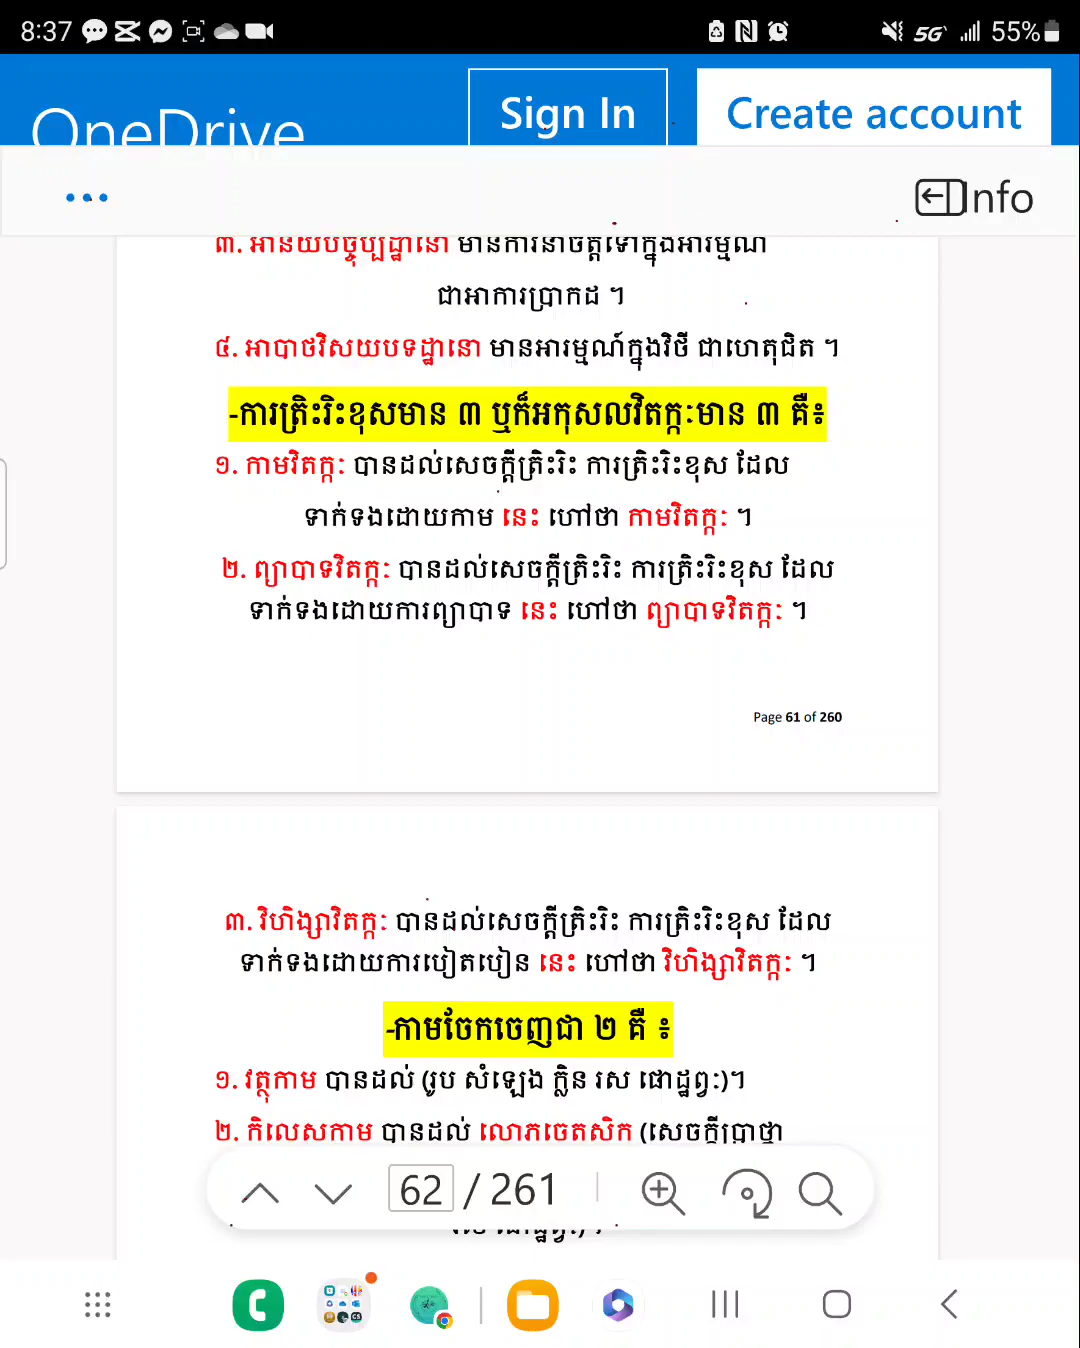 8:37
5G
55%
OneDrive
Sign In
Create account
Info
៣. អានយបច្ចុប្បដ្ឋានោ មានការនាំចិត្តទៅក្នុងអារម្មណ៍
ជាអាការប្រាកដ ។
៤. អាបាថវិសយបទដ្ឋានោ មានអារម្មណ៍ក្នុងវិថី ជាហេតុជិត ។
-ការត្រិះរិះខុសមាន ៣ ឬក៏អកុសលវិតក្កៈមាន ៣ គឺ៖
១. កាមវិតក្កៈ បានដល់សេចក្ដីត្រិះរិះ ការត្រិះរិះខុស ដែល
ទាក់ទងដោយកាម នេះ ហៅថា កាមវិតក្កៈ ។
២. ព្យាបាទវិតក្កៈ បានដល់សេចក្ដីត្រិះរិះ ការត្រិះរិះខុស ដែល
ទាក់ទងដោយការព្យាបាទ នេះ ហៅថា ព្យាបាទវិតក្កៈ ។
Page 61 of 260
៣. វិហិង្សាវិតក្កៈ បានដល់សេចក្ដីត្រិះរិះ ការត្រិះរិះខុស ដែល
ទាក់ទងដោយការបៀតបៀន នេះ ហៅថា វិហិង្សាវិតក្កៈ ។
-កាមចែកចេញជា ២ គឺ ៖
១. វត្ថុកាម បានដល់ (រូប សំឡេង ក្លិន រស ផោដ្ឋព្វៈ)។
២. កិលេសកាម បានដល់ លោភចេតសិក (សេចក្ដីប្រាថ្នា
62 / 261